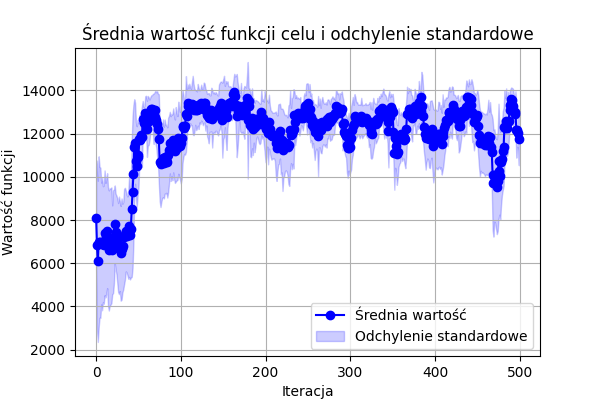 Średnia wartość funkcji celu i odchylenie standardowe
Wartość funkcji
14000
12000
10000
8000
6000
4000
2000
Średnia wartość
Odchylenie standardowe
0 100 200 300 400 500
Iteracja